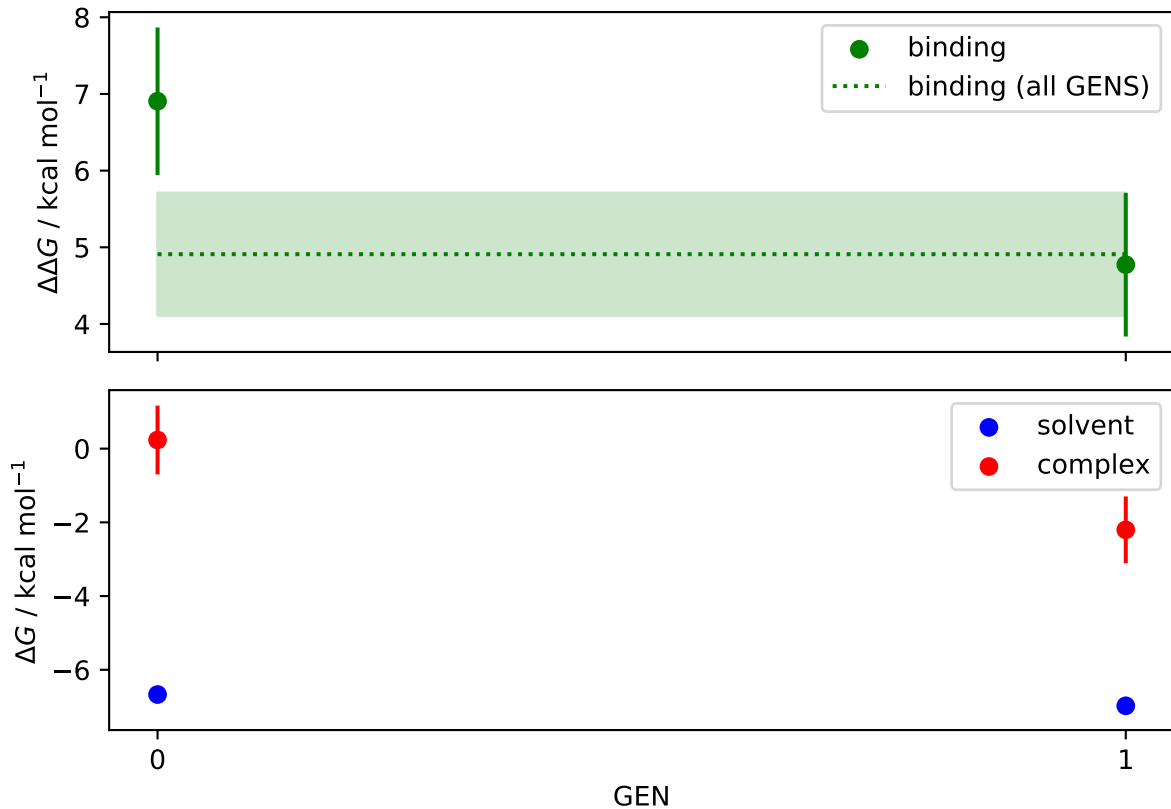 8
7
6
5
4
ΔΔG / kcal mol⁻¹
binding
binding (all GENS)
0
−2
−4
−6
ΔG / kcal mol⁻¹
solvent
complex
0
1
GEN